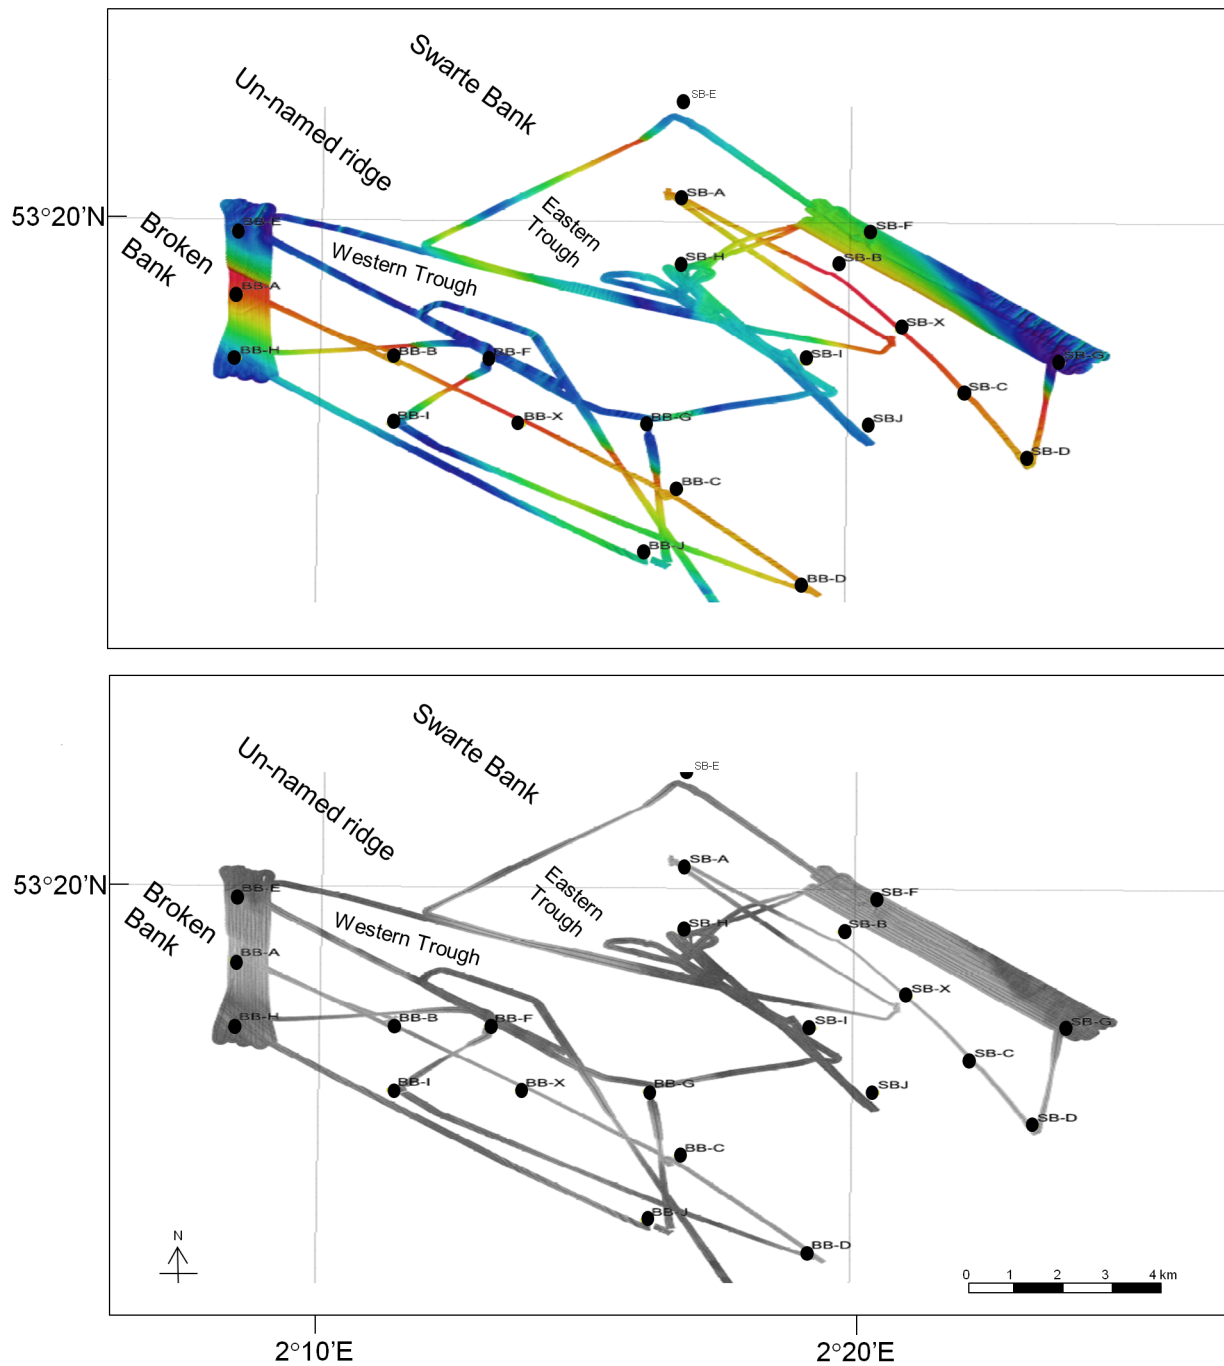 Swarte Bank
Un-named ridge
SB-E
SB-A
Eastern
Trough
53°20'N
Broken
Bank
BB-E
SB-F
Western Trough
SB-H
SB-B
BB-A
SB-X
BB-H
BB-B
BB-F
SB-I
SB-G
SB-C
BB-I
BB-X
BB-G
SBJ
SB-D
BB-C
BB-J
BB-D
Swarte Bank
Un-named ridge
SB-E
SB-A
Eastern
Trough
53°20'N
Broken
Bank
BB-E
SB-F
Western Trough
SB-H
SB-B
BB-A
SB-X
BB-H
BB-B
BB-F
SB-I
SB-G
SB-C
BB-I
BB-X
BB-G
SBJ
SB-D
BB-C
BB-J
BB-D
N
0 1 2 3 4 km
2°10'E 2°20'E